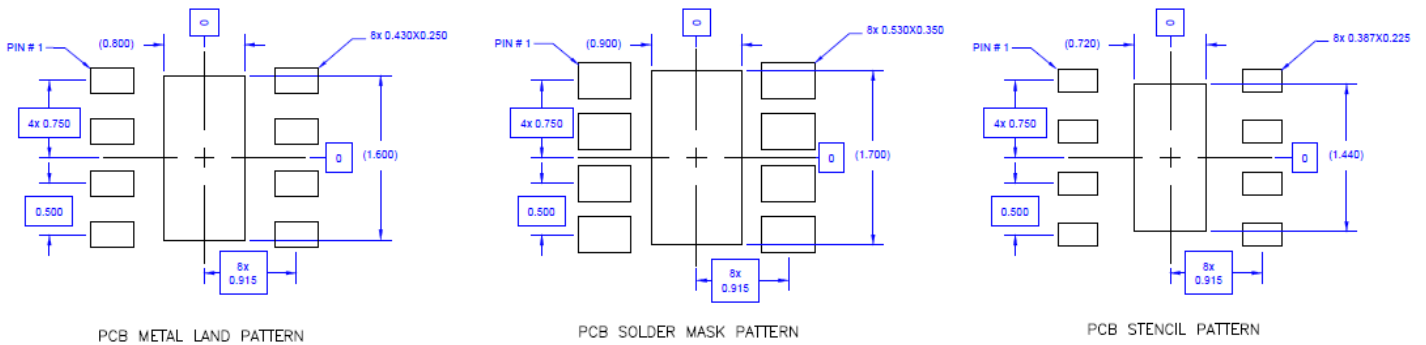 0
(0.800)
8x 0.430X0.250
PIN # 1
4x 0.750
0
(1.600)
0.500
8x
0.915
PCB METAL LAND PATTERN
0
(0.900)
8x 0.530X0.350
PIN # 1
4x 0.750
0
(1.700)
0.500
8x
0.915
PCB SOLDER MASK PATTERN
0
(0.720)
8x 0.387X0.225
PIN # 1
4x 0.750
0
(1.440)
0.500
8x
0.915
PCB STENCIL PATTERN